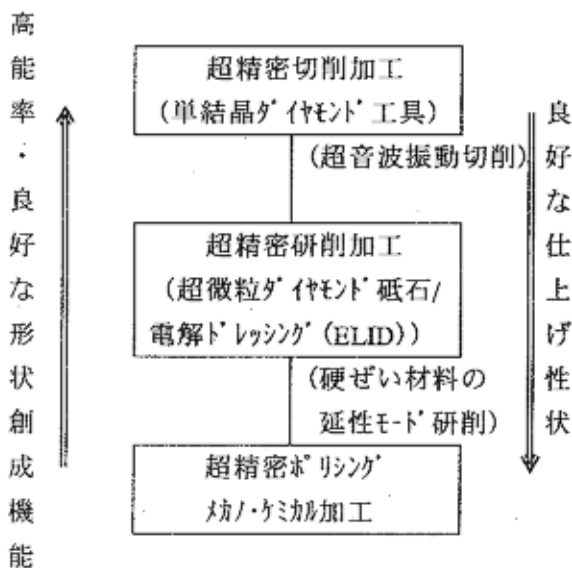 高能率・良好な形状創成機能
超精密切削加工
(単結晶ﾀﾞｲﾔﾓﾝﾄﾞ工具)
(超音波振動切削)
超精密研削加工
(超微粒ﾀﾞｲﾔﾓﾝﾄﾞ砥石/
電解ﾄﾞﾚｯｼﾝｸﾞ(ELID))
(硬ぜい材料の
延性ﾓｰﾄﾞ研削)
超精密ﾎﾟﾘｼﾝｸﾞ
ﾒｶﾉ・ｹﾐｶﾙ加工
良好な仕上げ性状